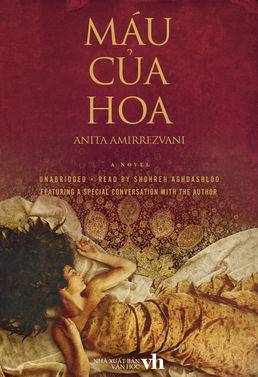 MÁU
CỦA
HOA
ANITA AMIRREZVANI
A NOVEL
UNABRIDGED • READ BY SHOHREH AGHDASHLOO
FEATURING A SPECIAL CONVERSATION WITH THE AUTHOR
NHÀ XUẤT BẢN
VĂN HỌC
vh